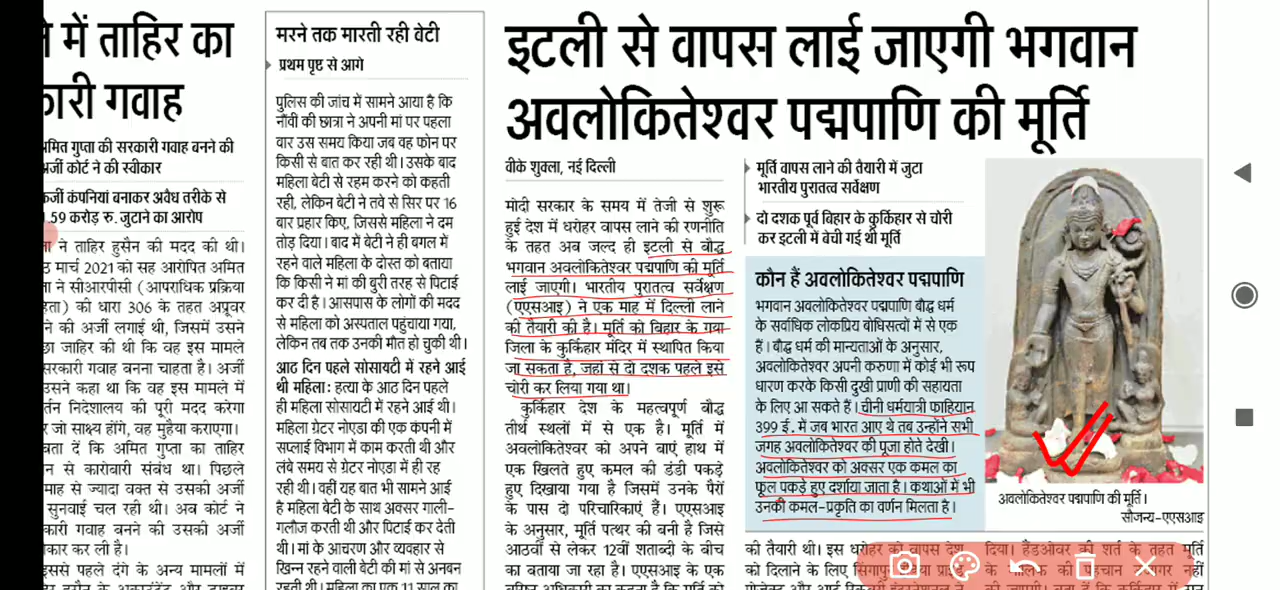 ने में ताहिर का
कारी गवाह
अमित गुप्ता की सरकारी गवाह बनने की
अर्जी कोर्ट ने की स्वीकार
फर्जी कंपनियां बनाकर अवैध तरीके से
1.59 करोड़ रु. जुटाने का आरोप
ने ताहिर हुसैन की मदद की थी।
मार्च 2021 को सह आरोपित अमित
ने सीआरपीसी (आपराधिक प्रक्रिया
की धारा 306 के तहत अप्रूवर
ने की अर्जी लगाई थी, जिसमें उसने
जाहिर की थी कि वह इस मामले
सरकारी गवाह बनना चाहता है। अर्जी
उसने कहा था कि वह इस मामले में
निदेशालय की पूरी मदद करेगा
जो साक्ष्य होंगे, वह मुहैया कराएगा।
दें कि अमित गुप्ता का ताहिर
न से कारोबारी संबंध था। पिछले
माह से ज्यादा वक्त से उसकी अर्जी
सुनवाई चल रही थी। अब कोर्ट ने
कारी गवाह बनने की उसकी अर्जी
कर ली है।
इससे पहले दंगे के अन्य मामलों में
मरने तक मारती रही बेटी
प्रथम पृष्ठ से आगे
पुलिस की जांच में सामने आया है कि
नौंवी की छात्रा ने अपनी मां पर पहला
वार उस समय किया जब वह फोन पर
किसी से बात कर रही थी। उसके बाद
महिला बेटी से रहम करने को कहती
रही, लेकिन बेटी ने तवे से सिर पर 16
बार प्रहार किए, जिससे महिला ने दम
तोड़ दिया। बाद में बेटी ने ही बगल में
रहने वाले महिला के दोस्त को बताया
कि किसी ने मां की बुरी तरह से पिटाई
कर दी है। आसपास के लोगों की मदद
से महिला को अस्पताल पहुंचाया गया,
लेकिन तब तक उनकी मौत हो चुकी थी।
आठ दिन पहले सोसायटी में रहने आई
थी महिला: हत्या के आठ दिन पहले
ही महिला सोसायटी में रहने आई थी।
महिला ग्रेटर नोएडा की एक कंपनी में
सप्लाई विभाग में काम करती थी और
लंबे समय से ग्रेटर नोएडा में ही रह
रही थी। वहीं यह बात भी सामने आई
है महिला बेटी के साथ अक्सर गाली-
गलौज करती थी और पिटाई कर देती
थी। मां के आचरण और व्यवहार से
खिन्न रहने वाली बेटी की मां से अनबन
रहती थी। महिला का एक 11 साल का
इटली से वापस लाई जाएगी भगवान
अवलोकितेश्वर पद्मपाणि की मूर्ति
वीके शुक्ला, नई दिल्ली
मोदी सरकार के समय में तेजी से शुरू
हुई देश में धरोहर वापस लाने की रणनीति
के तहत अब जल्द ही इटली से बौद्ध
भगवान अवलोकितेश्वर पद्मपाणि की मूर्ति
लाई जाएगी। भारतीय पुरातत्व सर्वेक्षण
(एएसआइ) ने एक माह में दिल्ली लाने
की तैयारी की है। मूर्ति को बिहार के गया
जिला के कुर्किहार मंदिर में स्थापित किया
जा सकता है, जहां से दो दशक पहले इसे
चोरी कर लिया गया था।
कुर्किहार देश के महत्वपूर्ण बौद्ध
तीर्थ स्थलों में से एक है। मूर्ति में
अवलोकितेश्वर को अपने बाएं हाथ में
एक खिलते हुए कमल की डंडी पकड़े
हुए दिखाया गया है जिसमें उनके पैरों
के पास दो परिचारिकाएं हैं। एएसआइ
के अनुसार, मूर्ति पत्थर की बनी है जिसे
आठवीं से लेकर 12वीं शताब्दी के बीच
का बताया जा रहा है। एएसआइ के एक
मूर्ति वापस लाने की तैयारी में जुटा
भारतीय पुरातत्व सर्वेक्षण
दो दशक पूर्व बिहार के कुर्किहार से चोरी
कर इटली में बेची गई थी मूर्ति
कौन हैं अवलोकितेश्वर पद्मपाणि
भगवान अवलोकितेश्वर पद्मपाणि बौद्ध धर्म
के सर्वाधिक लोकप्रिय बोधिसत्वों में से एक
हैं। बौद्ध धर्म की मान्यताओं के अनुसार,
अवलोकितेश्वर अपनी करुणा में कोई भी रूप
धारण करके किसी दुखी प्राणी की सहायता
के लिए आ सकते हैं। चीनी धर्मयात्री फाहियान
399 ई. में जब भारत आए थे तब उन्होंने सभी
जगह अवलोकितेश्वर की पूजा होते देखी।
अवलोकितेश्वर को अक्सर एक कमल का
फूल पकड़े हुए दर्शाया जाता है। कथाओं में भी
उनकी कमल-प्रकृति का वर्णन मिलता है।
अवलोकितेश्वर पद्मपाणि की मूर्ति।
सौजन्य-एएसआइ
की तैयारी थी। इस धरोहर को वापस देश
को दिलाने के लिए सिंगापुर
दिया। हैंडओवर की शर्त के तहत मूर्ति
के मालिक की पहचान उजागर नहीं